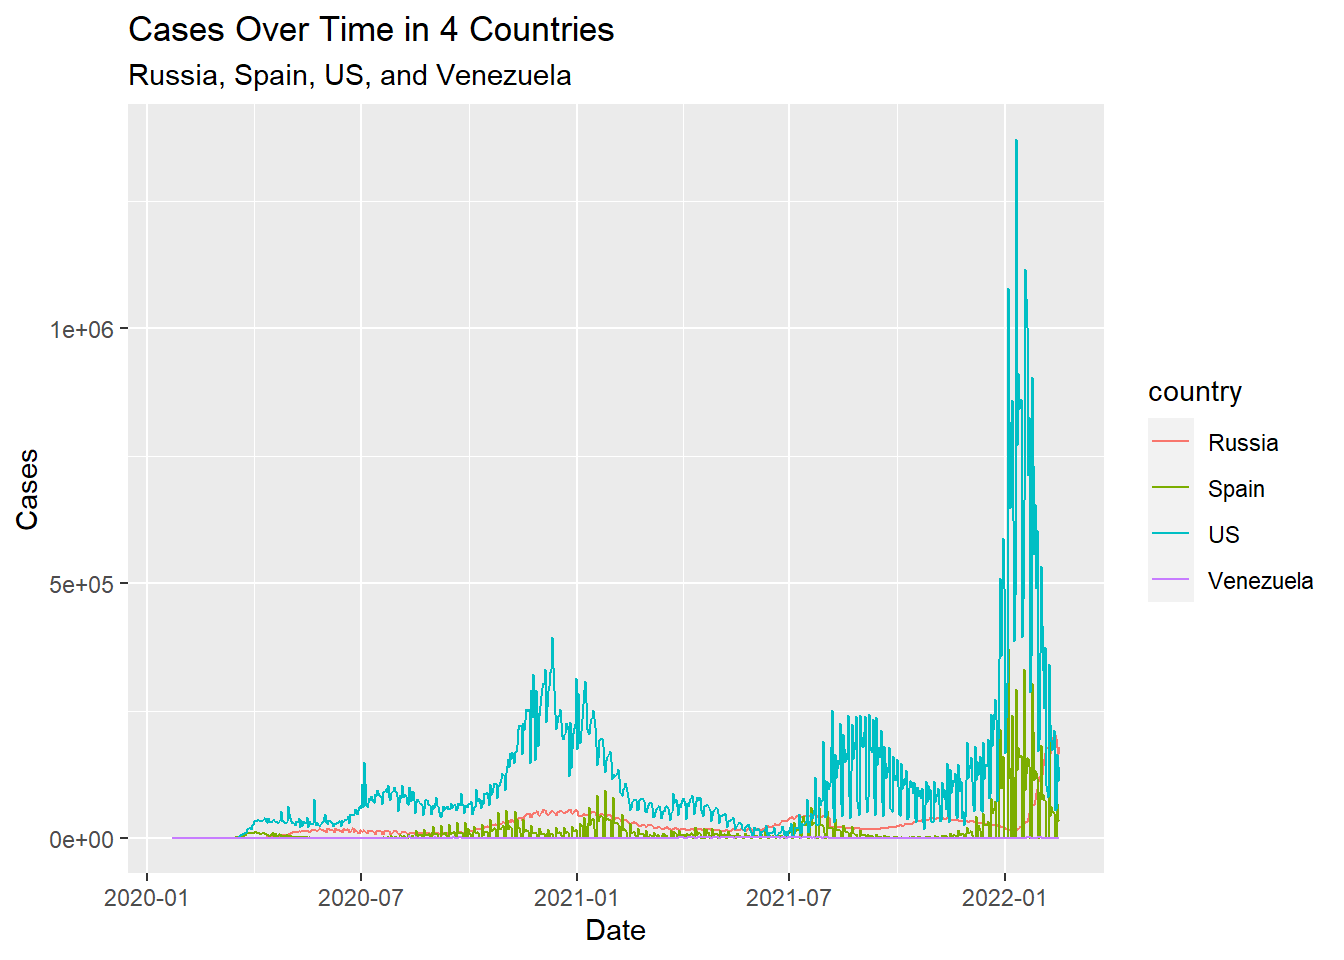 Cases Over Time in 4 Countries
Russia, Spain, US, and Venezuela
1e+06
5e+05
0e+00
Cases
2020-01 2020-07 2021-01 2021-07 2022-01
Date
country
Russia
Spain
US
Venezuela